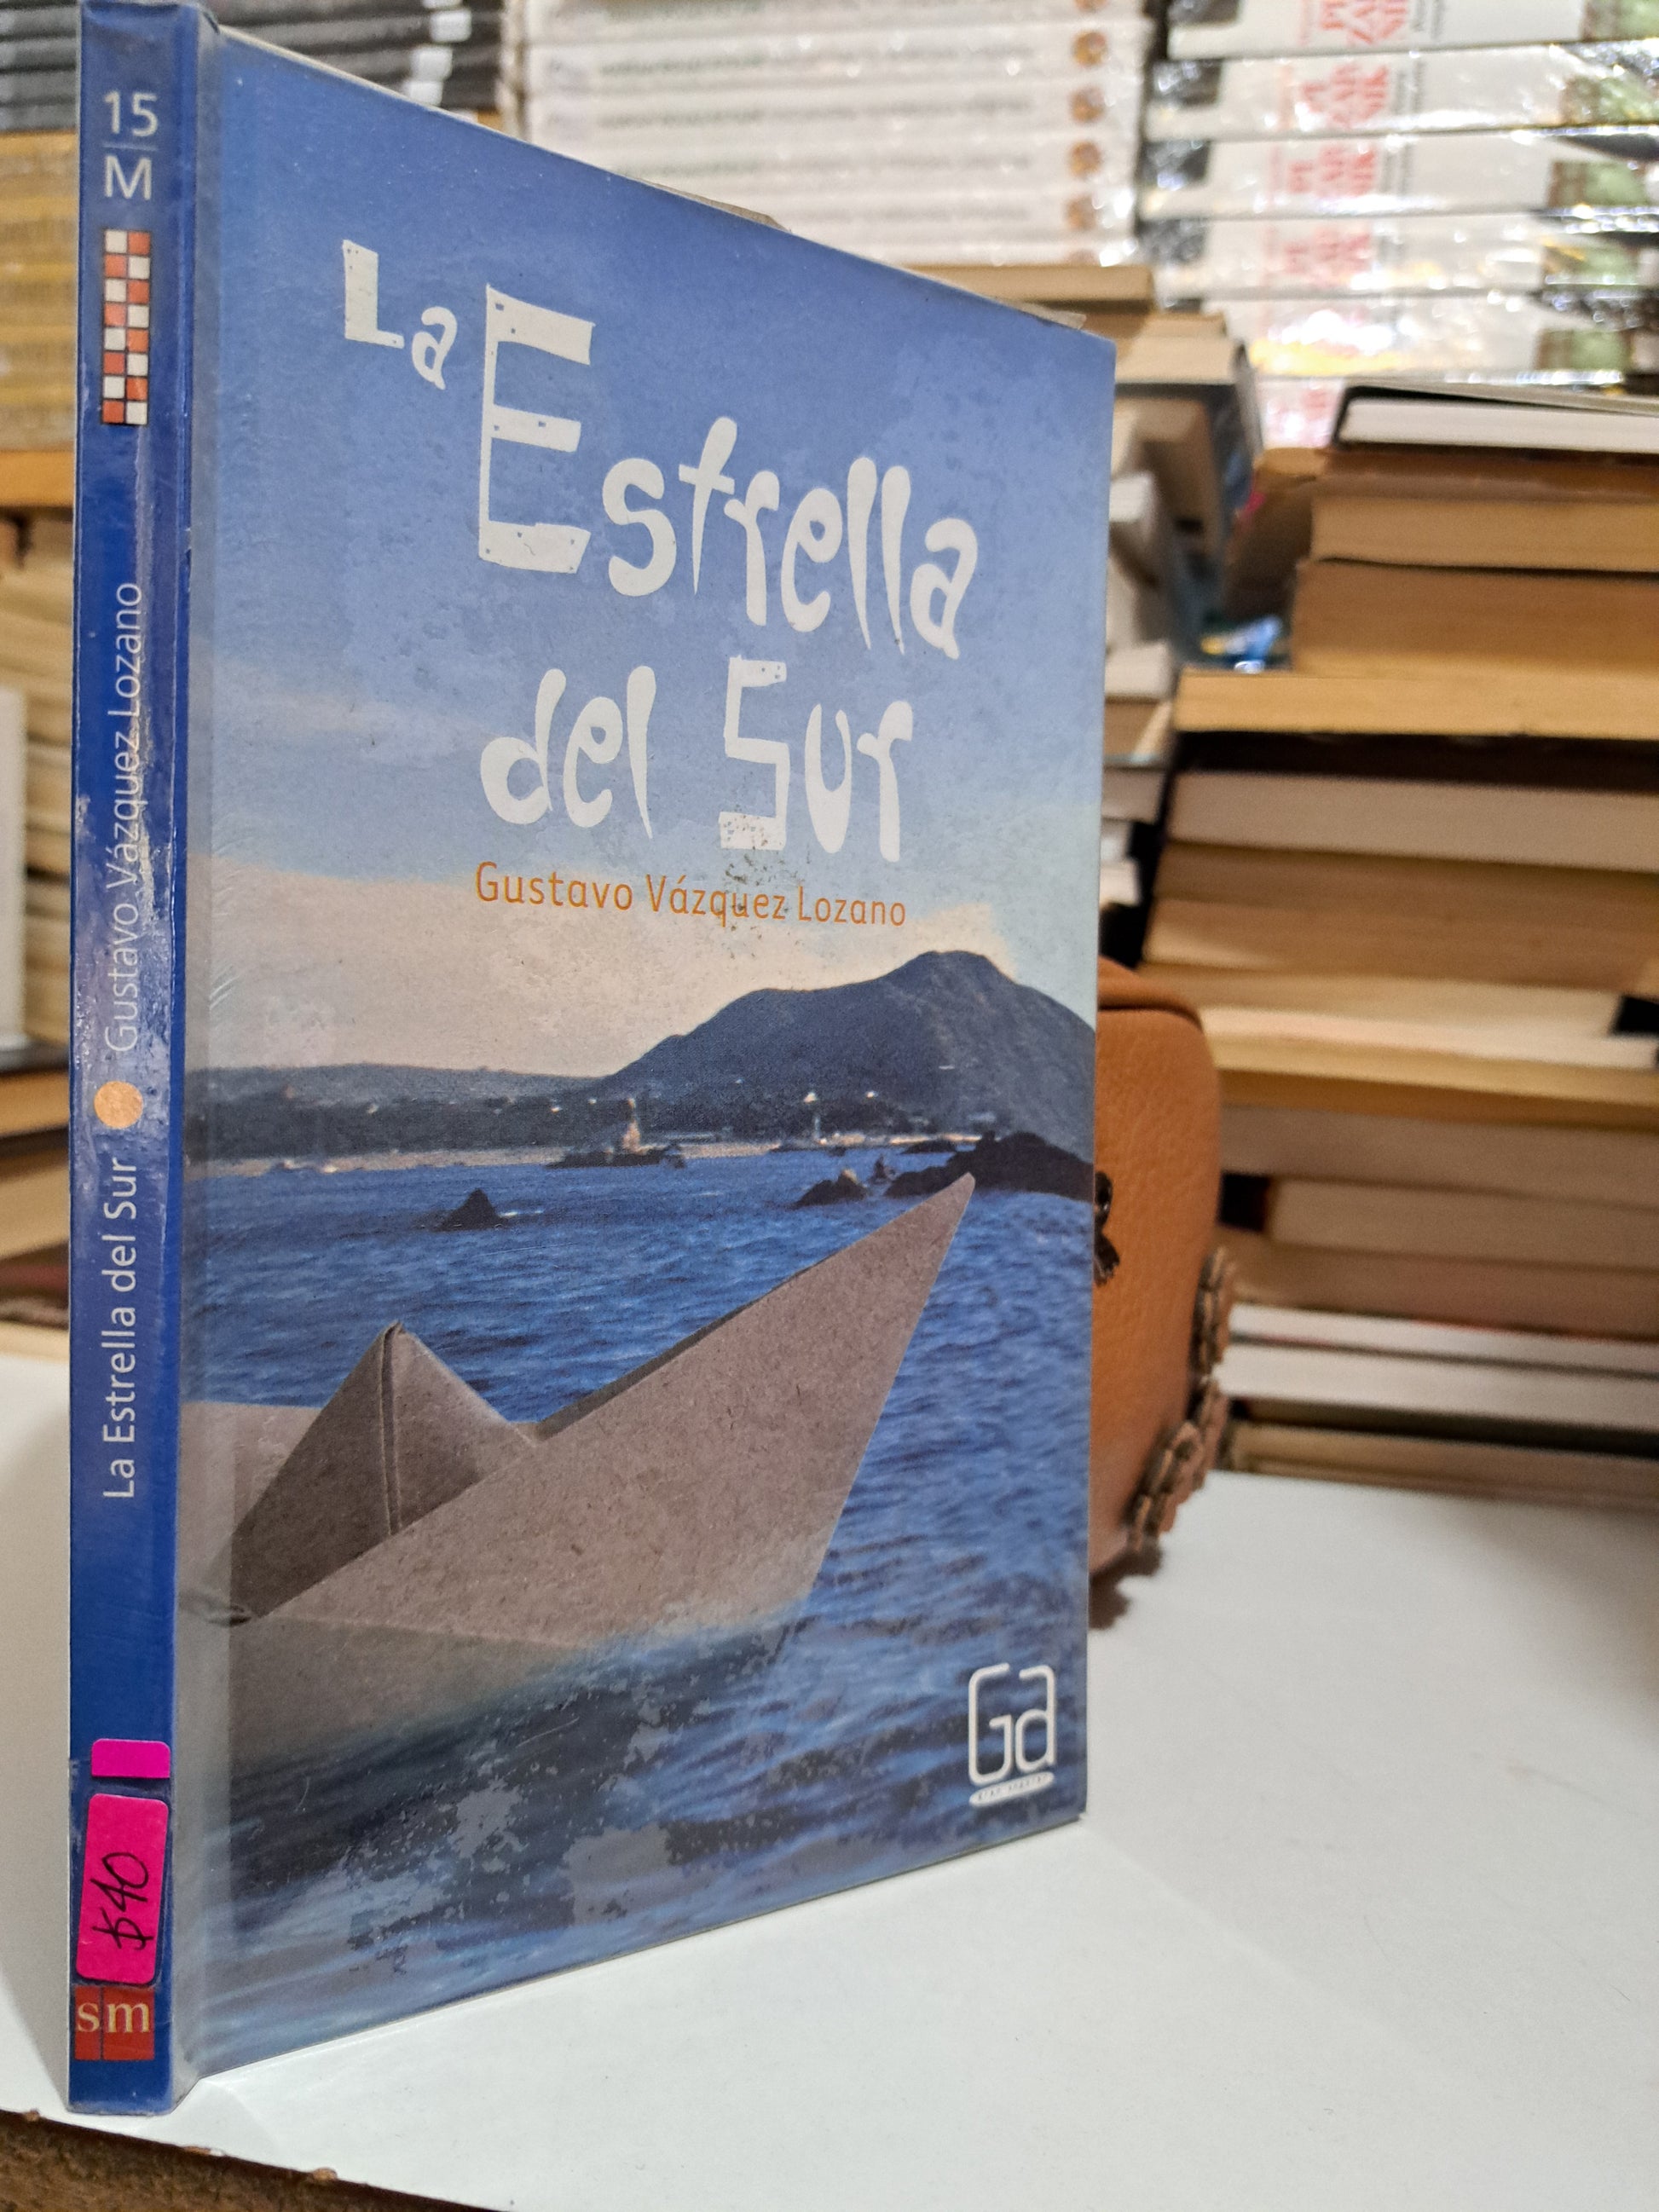 15
M
La Estrella del Sur Gustavo Vázquez Lozano
$40
sm
La
Estrella
del Sur
Gustavo Vázquez Lozano
Ga